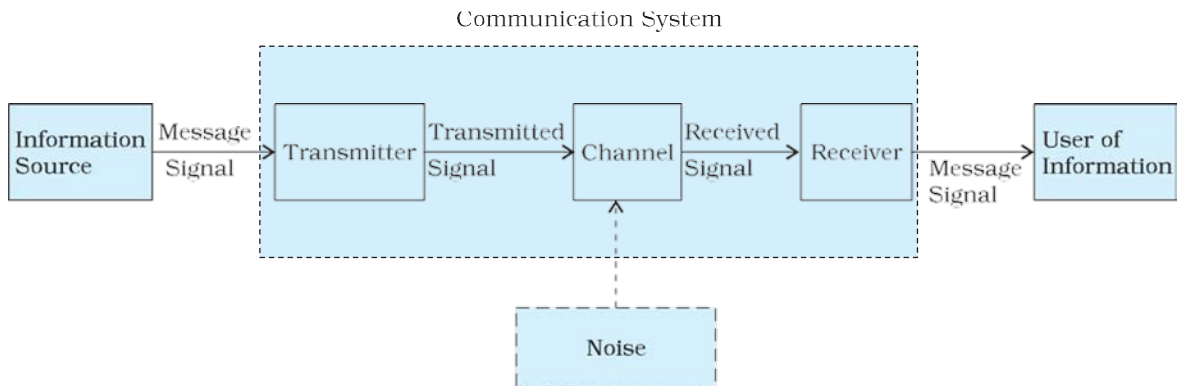 Communication System
Information
Source
Message
Signal
Transmitter
Transmitted
Signal
Channel
Received
Signal
Receiver
Message
Signal
User of
Information
Noise